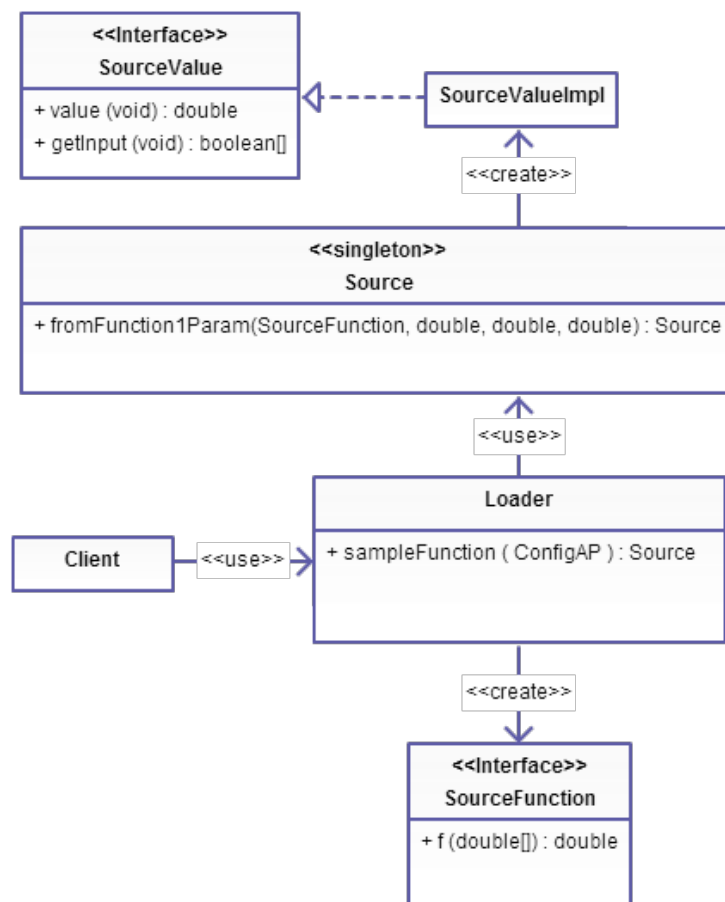 <<Interface>>
SourceValue
+ value (void) : double
+ getInput (void) : boolean[]
SourceValueImpl
<<create>>
<<singleton>>
Source
+ fromFunction1Param(SourceFunction, double, double, double) : Source
<<use>>
Loader
+ sampleFunction ( ConfigAP ) : Source
Client
<<use>>
<<create>>
<<Interface>>
SourceFunction
+ f (double[]) : double